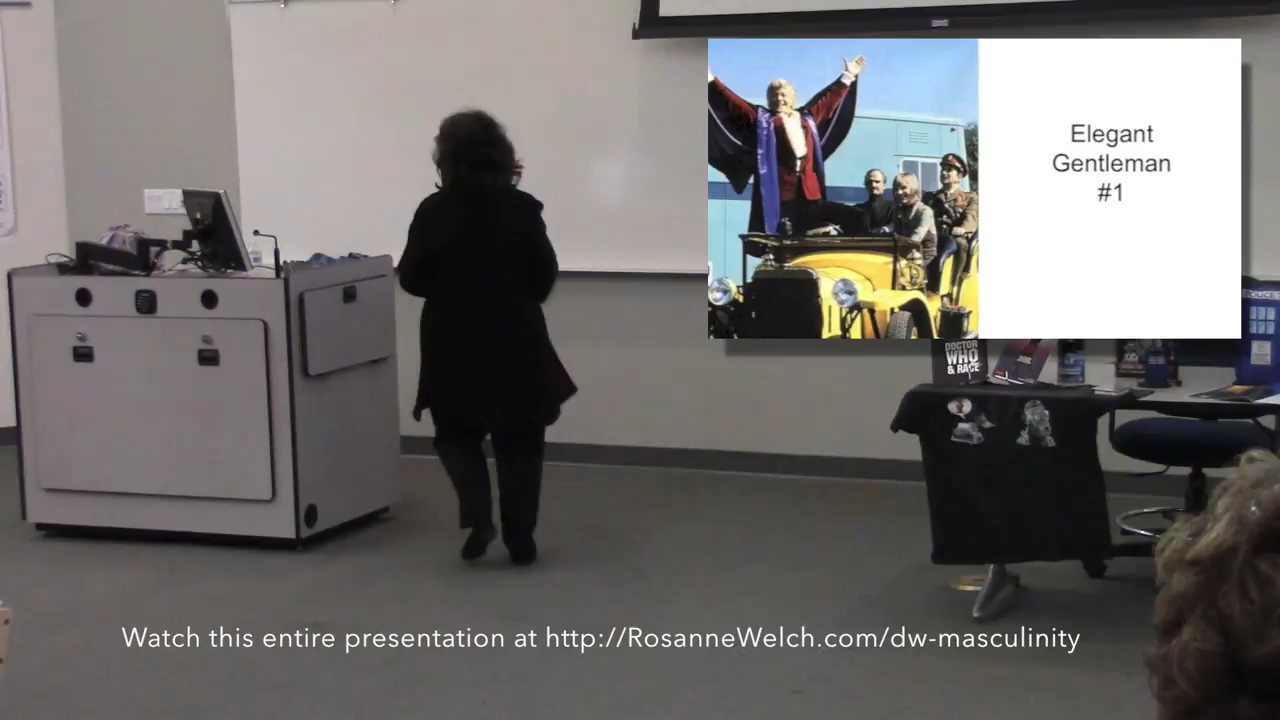 Elegant
Gentleman
#1
DOCTOR
WHO
& RACE
Watch this entire presentation at http://RosanneWelch.com/dw-masculinity